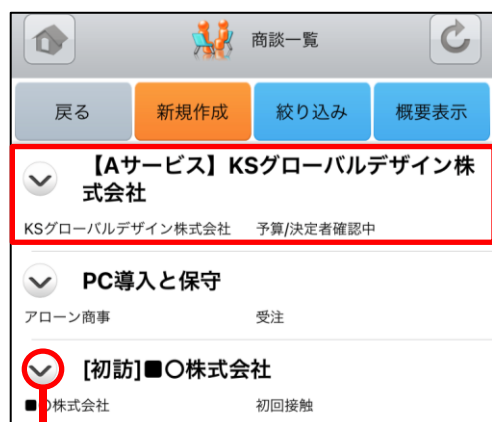 商談一覧
戻る 新規作成 絞り込み 概要表示
【Aサービス】KSグローバルデザイン株
式会社
KSグローバルデザイン株式会社 予算/決定者確認中
PC導入と保守
アローン商事 受注
[初訪]■〇株式会社
■〇株式会社 初回接触